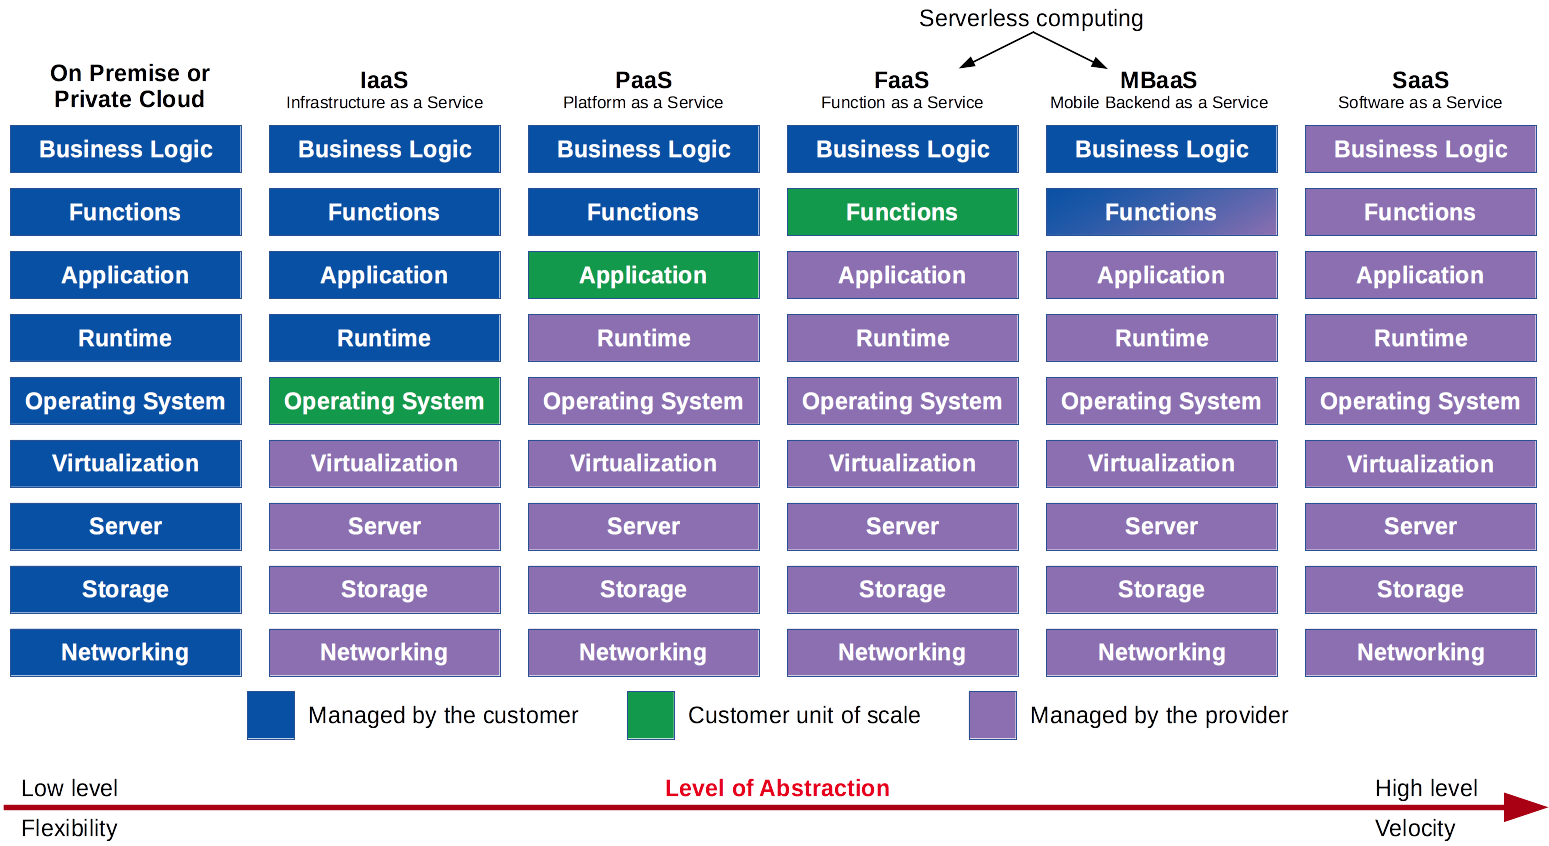 Serverless computing
On Premise or
Private Cloud
IaaS
Infrastructure as a Service
PaaS
Platform as a Service
FaaS
Function as a Service
MBaaS
Mobile Backend as a Service
SaaS
Software as a Service
Business Logic
Business Logic
Business Logic
Business Logic
Business Logic
Business Logic
Functions
Functions
Functions
Functions
Functions
Functions
Application
Application
Application
Application
Application
Application
Runtime
Runtime
Runtime
Runtime
Runtime
Runtime
Operating System
Operating System
Operating System
Operating System
Operating System
Operating System
Virtualization
Virtualization
Virtualization
Virtualization
Virtualization
Virtualization
Server
Server
Server
Server
Server
Server
Storage
Storage
Storage
Storage
Storage
Storage
Networking
Networking
Networking
Networking
Networking
Networking
Managed by the customer
Customer unit of scale
Managed by the provider
Low level
Level of Abstraction
High level
Flexibility
Velocity